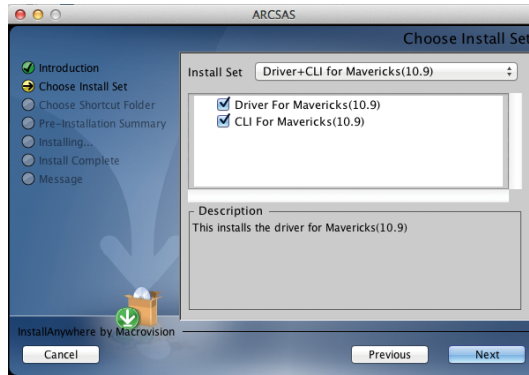 ARCSAS
Choose Install Set
Introduction
Choose Install Set
Choose Shortcut Folder
Pre-Installation Summary
Installing...
Install Complete
Message
Install Set
Driver+CLI for Mavericks(10.9)
Driver For Mavericks(10.9)
CLI For Mavericks(10.9)
Description
This installs the driver for Mavericks(10.9)
InstallAnywhere by Macrovision
Cancel
Previous
Next